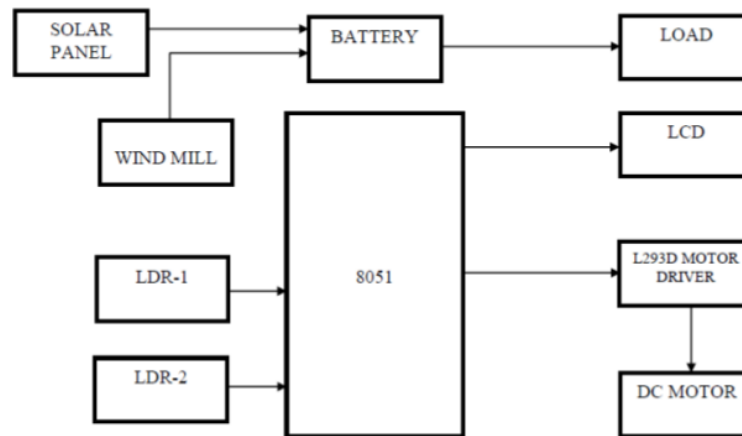 SOLAR
PANEL
BATTERY
LOAD
WIND MILL
LCD
LDR-1
8051
L293D MOTOR
DRIVER
LDR-2
DC MOTOR